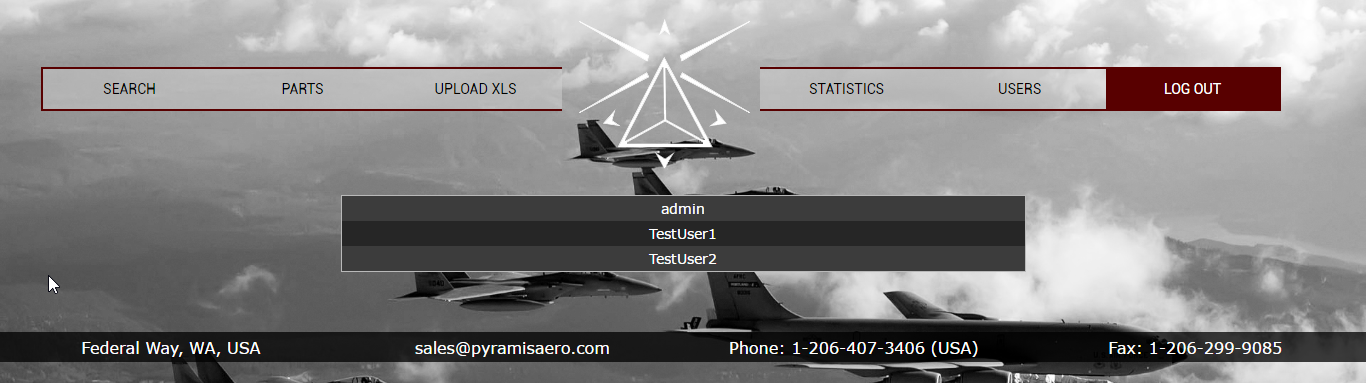 SEARCH PARTS UPLOAD XLS STATISTICS USERS LOG OUT
admin
TestUser1
TestUser2
Federal Way, WA, USA sales@pyramisaero.com Phone: 1-206-407-3406 (USA) Fax: 1-206-299-9085